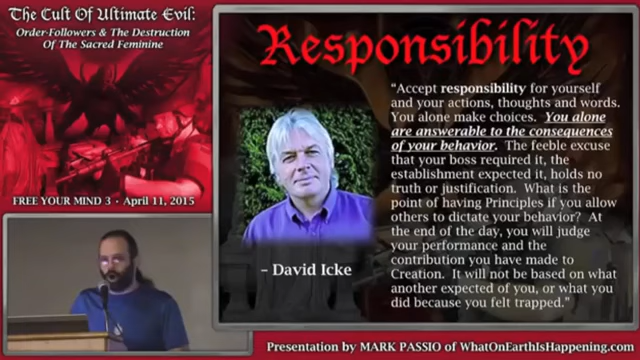 The Cult Of Ultimate Evil:
Order-Followers & The Destruction
Of The Sacred Feminine
FREE YOUR MIND 3 · April 11, 2015
Responsibility
“Accept responsibility for yourself
and your actions, thoughts and words.
You alone make choices. You alone
are answerable to the consequences
of your behavior. The feeble excuse
that your boss required it, the
establishment expected it, holds no
truth or justification. What is the
point of having Principles if you allow
others to dictate your behavior? At
the end of the day, you will judge
your performance and the
contribution you have made to
Creation. It will not be based on what
another expected of you, or what you
did because you felt trapped.”
– David Icke
Presentation by MARK PASSIO of WhatOnEarthIsHappening.com